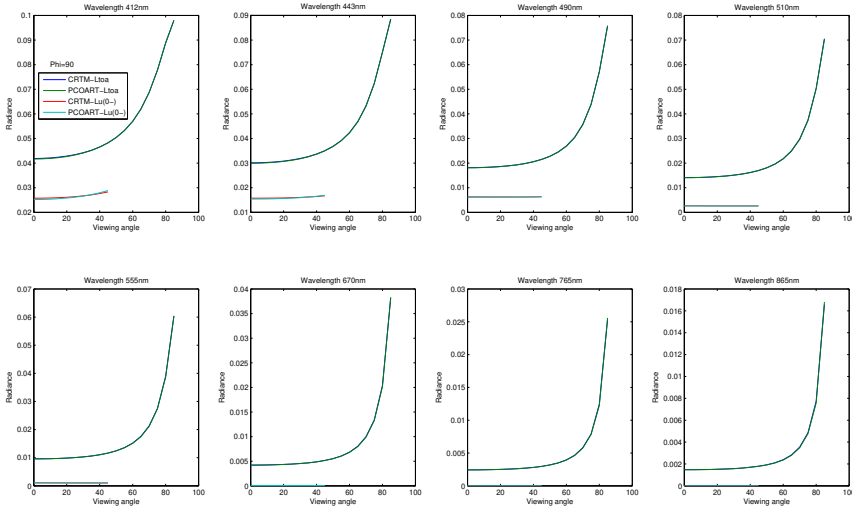 Wavelength 412nm
0.1
0.09
0.08
0.07
0.06
0.05
0.04
0.03
0.02
Radiance
Phi=90
CRTM−Ltoa
PCOART−Ltoa
CRTM−Lu(0−)
PCOART−Lu(0−)
0 20 40 60 80 100
Viewing angle
Wavelength 443nm
0.09
0.08
0.07
0.06
0.05
0.04
0.03
0.02
0.01
Radiance
0 20 40 60 80 100
Viewing angle
Wavelength 490nm
0.08
0.07
0.06
0.05
0.04
0.03
0.02
0.01
0
Radiance
0 20 40 60 80 100
Viewing angle
Wavelength 510nm
0.08
0.07
0.06
0.05
0.04
0.03
0.02
0.01
0
Radiance
0 20 40 60 80 100
Viewing angle
Wavelength 555nm
0.07
0.06
0.05
0.04
0.03
0.02
0.01
0
Radiance
0 20 40 60 80 100
Viewing angle
Wavelength 670nm
0.04
0.035
0.03
0.025
0.02
0.015
0.01
0.005
0
Radiance
0 20 40 60 80 100
Viewing angle
Wavelength 765nm
0.03
0.025
0.02
0.015
0.01
0.005
0
Radiance
0 20 40 60 80 100
Viewing angle
Wavelength 865nm
0.018
0.016
0.014
0.012
0.01
0.008
0.006
0.004
0.002
0
Radiance
0 20 40 60 80 100
Viewing angle